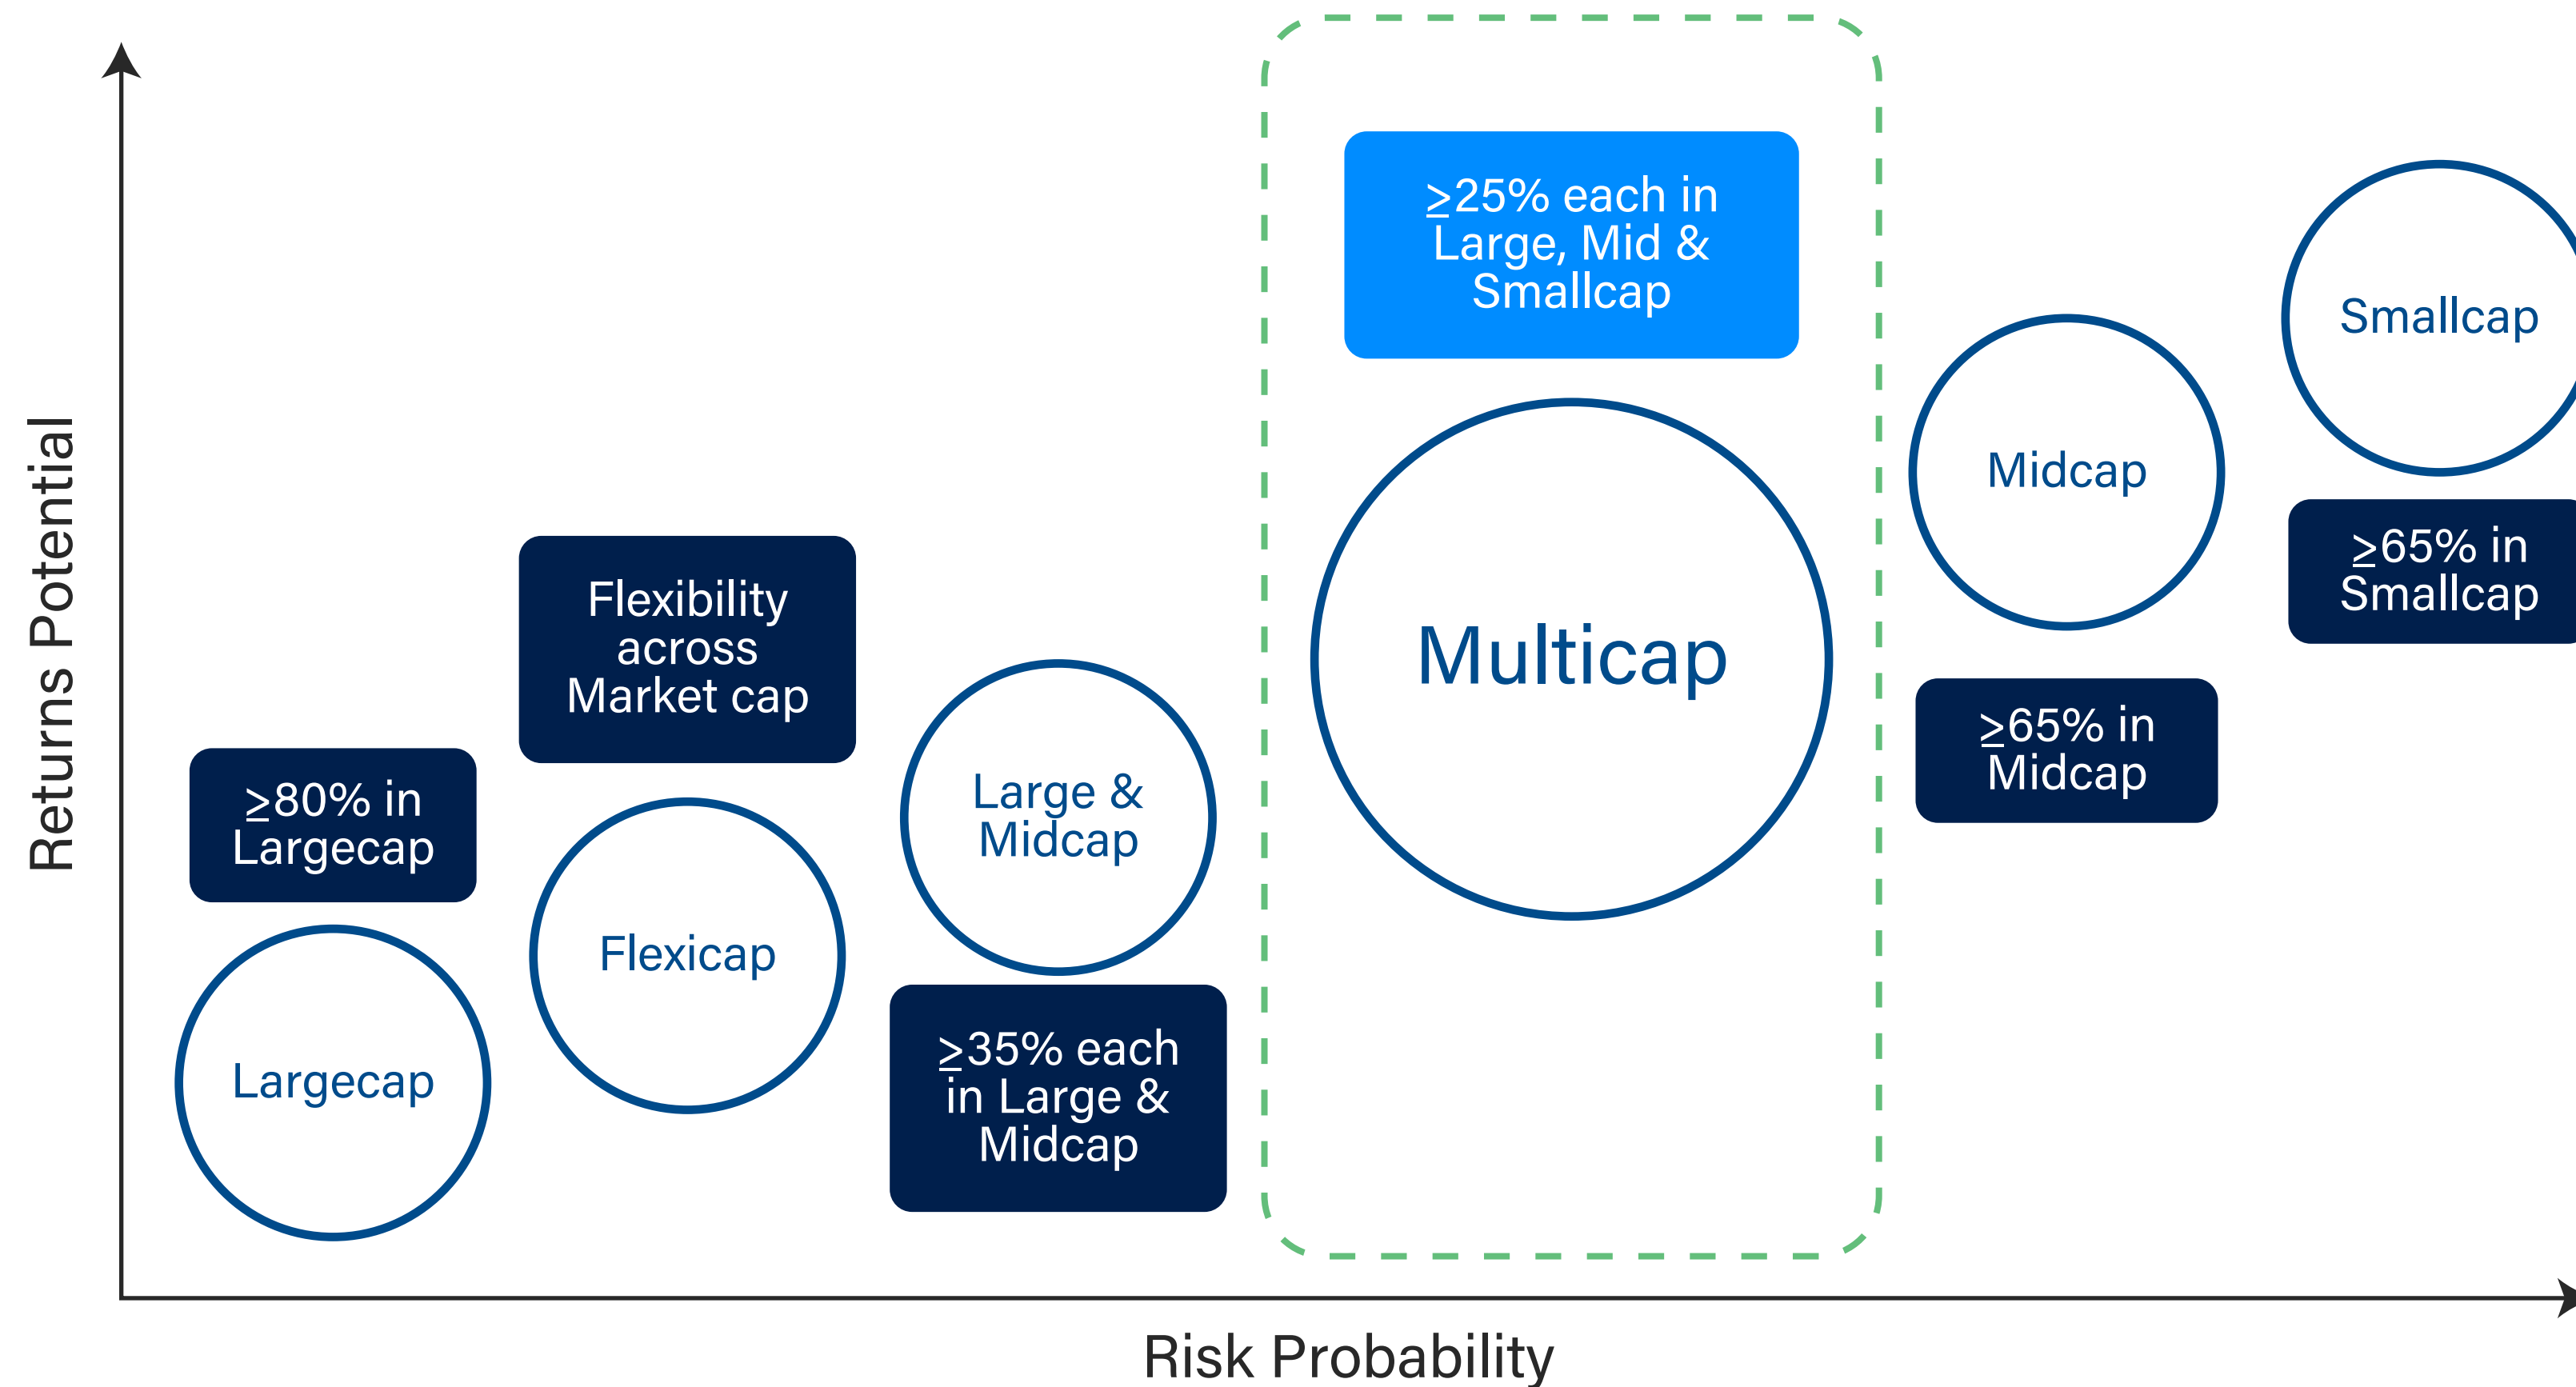 Returns Potential
≥80% in
Largecap
Largecap
Flexibility
across
Market cap
Flexicap
Large &
Midcap
≥35% each
in Large &
Midcap
≥25% each in
Large, Mid &
Smallcap
Multicap
Midcap
≥65% in
Midcap
Smallcap
≥65% in
Smallcap
Risk Probability